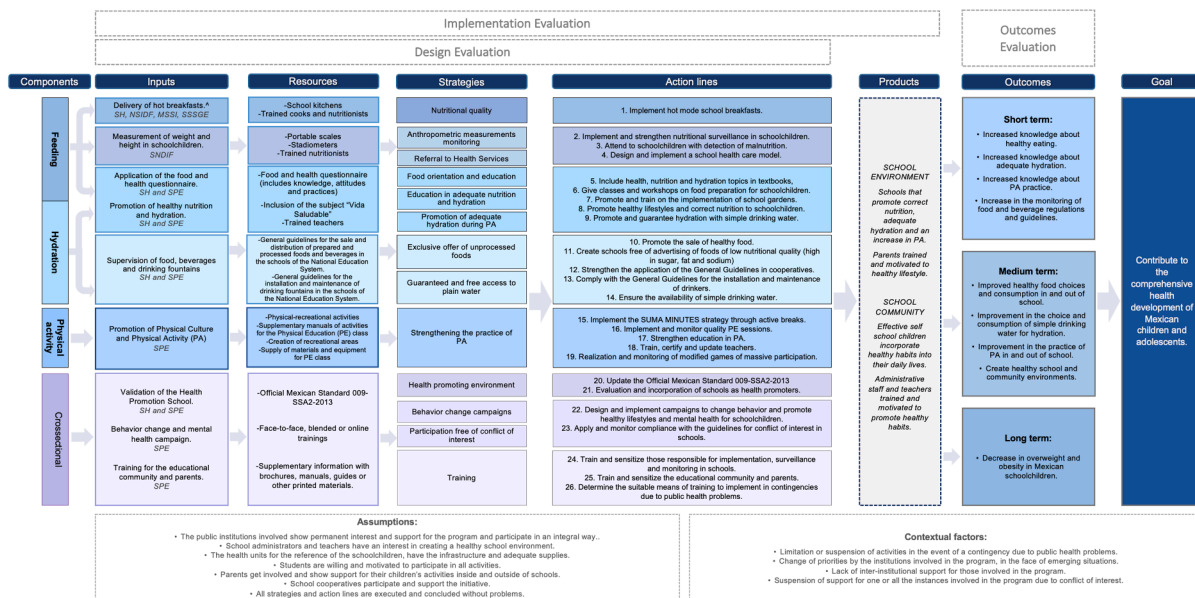 Implementation Evaluation
Design Evaluation
Outcomes
Evaluation
Components
Inputs
Resources
Strategies
Action lines
Products
Outcomes
Goal
Feeding
Hydration
Physical
activity
Crossectional
Delivery of hot breakfasts.^
SH, NSIDF, MSSI, SSSGE
Measurement of weight and
height in schoolchildren.
SNDIF
Application of the food and
health questionnaire.
SH and SPE
Promotion of healthy nutrition
and hydration.
SH and SPE
Supervision of food, beverages
and drinking fountains
SH and SPE
Promotion of Physical Culture
and Physical Activity (PA)
SPE
Validation of the Health
Promotion School.
SH and SPE
Behavior change and mental
health campaign.
SPE
Training for the educational
community and parents.
SPE
-School kitchens
-Trained cooks and nutritionists
-Portable scales
-Stadiometers
-Trained nutritionists
-Food and health questionnaire
(includes knowledge, attitudes
and practices)
-Inclusion of the subject “Vida
Saludable”
-Trained teachers
-General guidelines for the sale and
distribution of prepared and
processed foods and beverages in
the schools of the National Education
System.
-General guidelines for the
installation and maintenance of
drinking fountains in the schools of
the National Education System.
-Physical-recreational activities
-Supplementary manuals of activities
for the Physical Education (PE) class
-Creation of recreational areas
-Supply of materials and equipment
for PE class
-Official Mexican Standard 009-
SSA2-2013
-Face-to-face, blended or online
trainings
-Supplementary information with
brochures, manuals, guides or
other printed materials.
Nutritional quality
Anthropometric measurements
monitoring
Referral to Health Services
Food orientation and education
Education in adequate nutrition
and hydration
Promotion of adequate
hydration during PA
Exclusive offer of unprocessed
foods
Guaranteed and free access to
plain water
Strengthening the practice of
PA
Health promoting environment
Behavior change campaigns
Participation free of conflict of
interest
Training
1. Implement hot mode school breakfasts.
2. Implement and strengthen nutritional surveillance in schoolchildren.
3. Attend to schoolchildren with detection of malnutrition.
4. Design and implement a school health care model.
5. Include health, nutrition and hydration topics in textbooks,
6. Give classes and workshops on food preparation for schoolchildren.
7. Promote and train on the implementation of school gardens.
8. Promote healthy lifestyles and correct nutrition to schoolchildren.
9. Promote and guarantee hydration with simple drinking water.
10. Promote the sale of healthy food.
11. Create schools free of advertising of foods of low nutritional quality (high
in sugar, fat and sodium)
12. Strengthen the application of the General Guidelines in cooperatives.
13. Comply with the General Guidelines for the installation and maintenance
of drinkers.
14. Ensure the availability of simple drinking water.
15. Implement the SUMA MINUTES strategy through active breaks.
16. Implement and monitor quality PE sessions.
17. Strengthen education in PA.
18. Train, certify and update teachers.
19. Realization and monitoring of modified games of massive participation.
20. Update the Official Mexican Standard 009-SSA2-2013
21. Evaluation and incorporation of schools as health promoters.
22. Design and implement campaigns to change behavior and promote
healthy lifestyles and mental health for schoolchildren.
23. Apply and monitor compliance with the guidelines for conflict of interest in
schools.
24. Train and sensitize those responsible for implementation, surveillance
and monitoring in schools.
25. Train and sensitize the educational community and parents.
26. Determine the suitable means of training to implement in contingencies
due to public health problems.
SCHOOL
ENVIRONMENT
Schools that
promote correct
nutrition,
adequate
hydration and an
increase in PA.
Parents trained
and motivated to
healthy lifestyle.
SCHOOL
COMMUNITY
Effective self
school children
incorporate
healthy habits into
their daily lives.
Administrative
staff and teachers
trained and
motivated to
promote healthy
habits.
Short term:
• Increased knowledge about
healthy eating.
• Increased knowledge about
adequate hydration.
• Increased knowledge about
PA practice.
• Increase in the monitoring of
food and beverage regulations and
guidelines.
Medium term:
• Improved healthy food choices
and consumption in and out of
school.
• Improvement in the choice and
consumption of simple drinking water
for hydration.
• Improvement in the practice of
PA in and out of school.
• Create healthy school and
community environments.
Long term:
• Decrease in overweight and
obesity in Mexican
schoolchildren.
Contribute to
the
comprehensive
health
development of
Mexican
children and
adolescents.
Assumptions:
• The public institutions involved show permanent interest and support for the program and participate in an integral way..
• School administrators and teachers have an interest in creating a healthy school environment.
• The health units for the reference of the schoolchildren, have the infrastructure and adequate supplies.
• Students are willing and motivated to participate in all activities.
• Parents get involved and show support for their children's activities inside and outside of schools.
• School cooperatives participate and support the initiative.
• All strategies and action lines are executed and concluded without problems.
Contextual factors:
• Limitation or suspension of activities in the event of a contingency due to public health problems.
• Change of priorities by the institutions involved in the program, in the face of emerging situations.
• Lack of inter-institutional support for those involved in the program.
• Suspension of support for one or all the instances involved in the program due to conflict of interest.